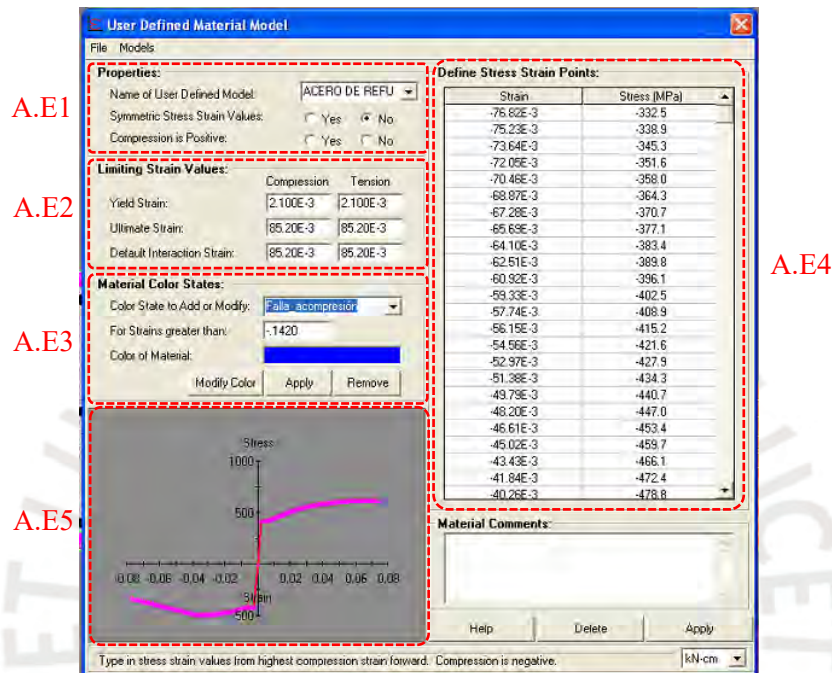 User Defined Material Model
File Models
A.E1
Properties:
Name of User Defined Model: ACERO DE REFU
Symmetric Stress Strain Values: Yes No
Compression is Positive: Yes No
A.E2
Limiting Strain Values:
Compression Tension
Yield Strain: 2.100E-3 2.100E-3
Ultimate Strain: 85.20E-3 85.20E-3
Default Interaction Strain: 85.20E-3 85.20E-3
A.E3
Material Color States:
Color State to Add or Modify: Falla_acompresión
For Strains greater than: -.1420
Color of Material:
Modify Color Apply Remove
A.E5
Stress
1000
500
-0.08 -0.06 -0.04 -0.02 0.02 0.04 0.06 0.08
Strain
-500
A.E4
Define Stress Strain Points:
Strain Stress (MPa)
-76.82E-3 -332.5
-75.23E-3 -338.9
-73.64E-3 -345.3
-72.05E-3 -351.6
-70.46E-3 -358.0
-68.87E-3 -364.3
-67.28E-3 -370.7
-65.69E-3 -377.1
-64.10E-3 -383.4
-62.51E-3 -389.8
-60.92E-3 -396.1
-59.33E-3 -402.5
-57.74E-3 -408.9
-56.15E-3 -415.2
-54.56E-3 -421.6
-52.97E-3 -427.9
-51.38E-3 -434.3
-49.79E-3 -440.7
-48.20E-3 -447.0
-46.61E-3 -453.4
-45.02E-3 -459.7
-43.43E-3 -466.1
-41.84E-3 -472.4
-40.26E-3 -478.8
Material Comments:
Help Delete Apply
Type in stress strain values from highest compression strain forward. Compression is negative. kN-cm